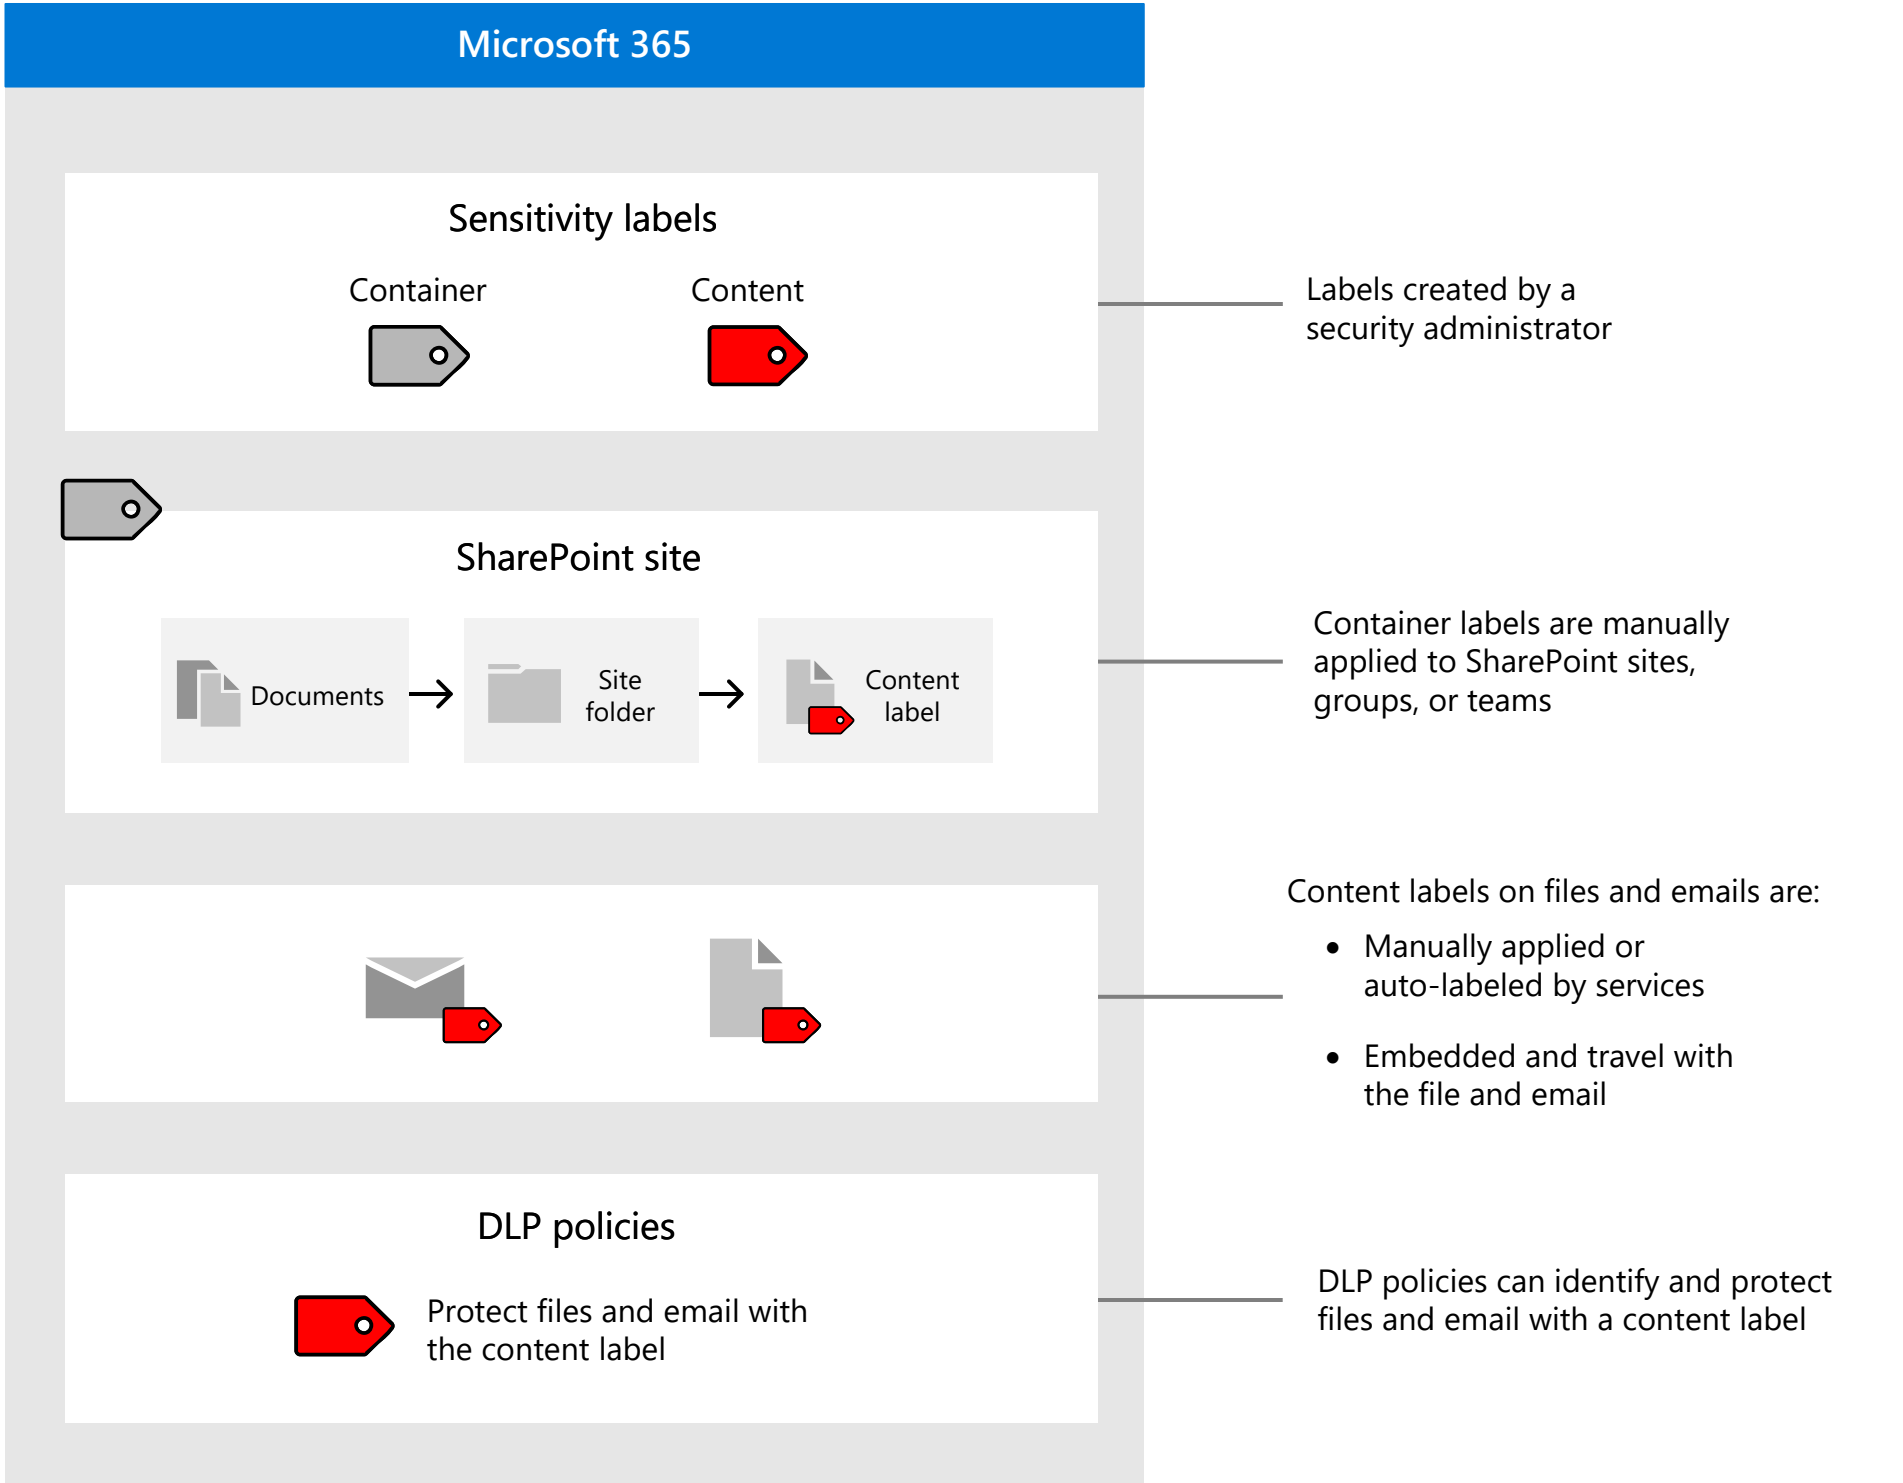 Microsoft 365
Sensitivity labels
Container
Content
Labels created by a
security administrator
SharePoint site
Documents
Site
folder
Content
label
Container labels are manually
applied to SharePoint sites,
groups, or teams
Content labels on files and emails are:
• Manually applied or
auto-labeled by services
• Embedded and travel with
the file and email
DLP policies
Protect files and email with
the content label
DLP policies can identify and protect
files and email with a content label